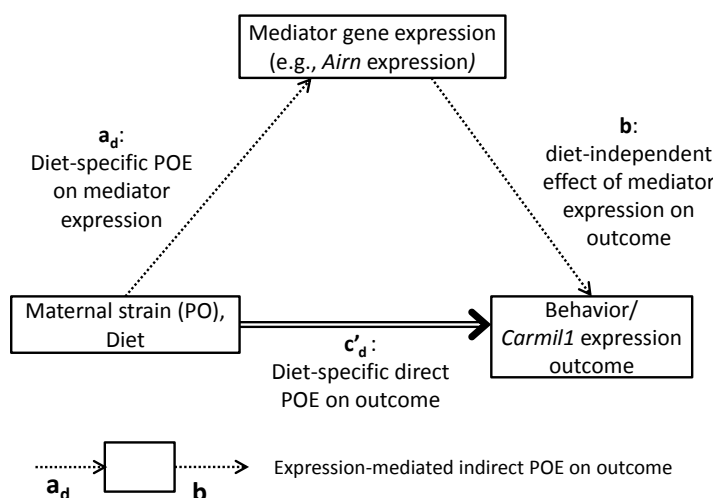 Mediator gene expression
(e.g., Airn expression)
a_d:
Diet-specific POE
on mediator
expression
b:
diet-independent
effect of mediator
expression on
outcome
Maternal strain (PO),
Diet
Behavior/
Carmil1 expression
outcome
c'_d :
Diet-specific direct
POE on outcome
a_d
b
Expression-mediated indirect POE on outcome